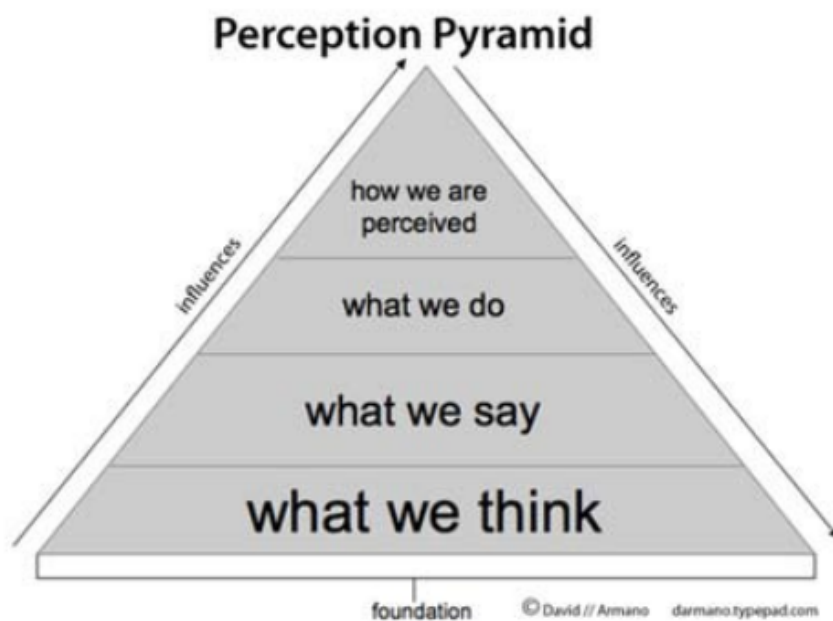 Perception Pyramid
how we are
perceived
influences
influences
what we do
what we say
what we think
foundation
© David // Armano darmano.typepad.com